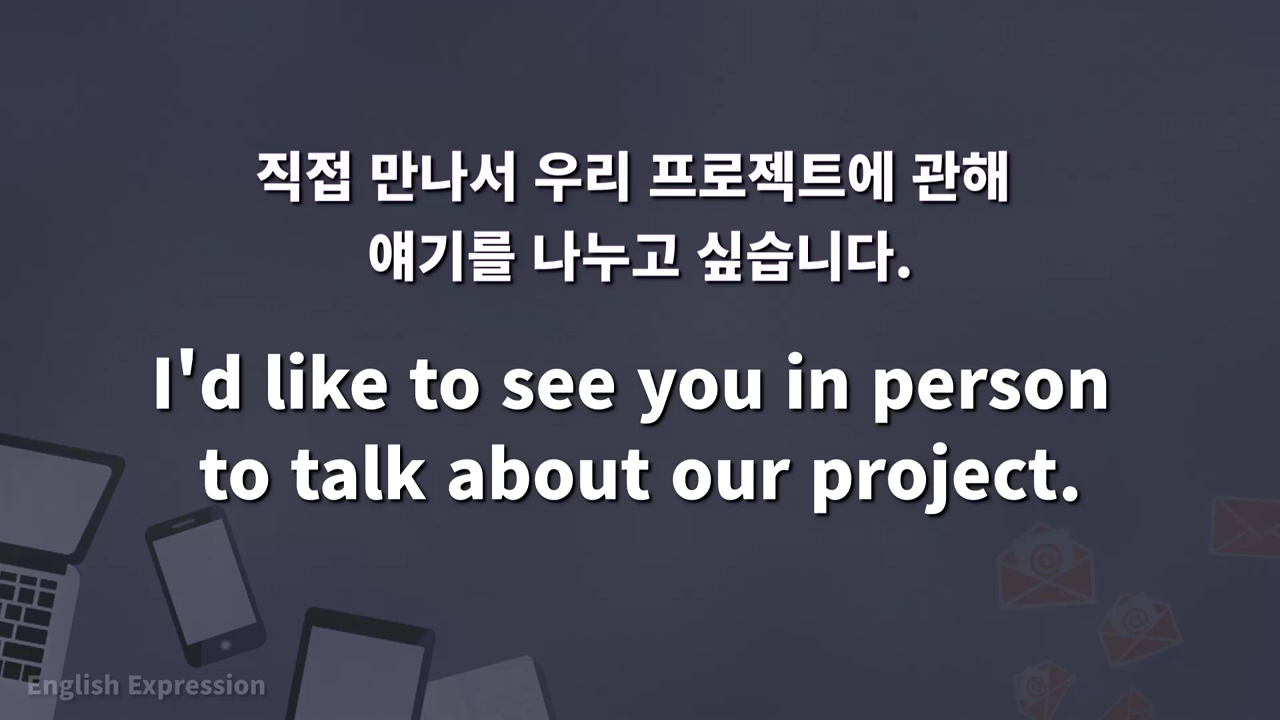 직접 만나서 우리 프로젝트에 관해
얘기를 나누고 싶습니다.
I'd like to see you in person
to talk about our project.
English Expression